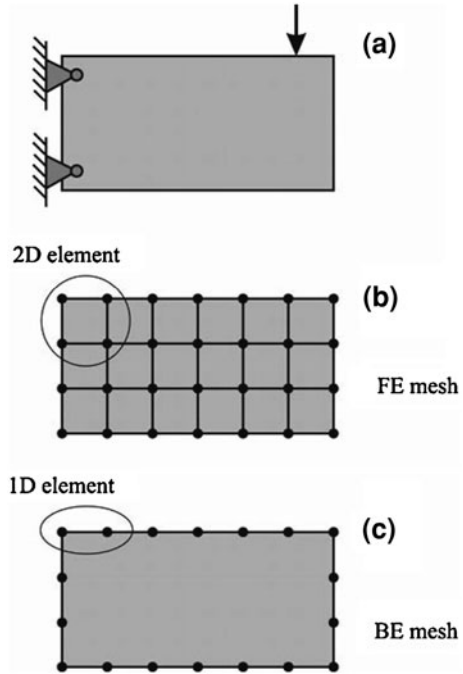 (a)
2D element
(b)
FE mesh
1D element
(c)
BE mesh